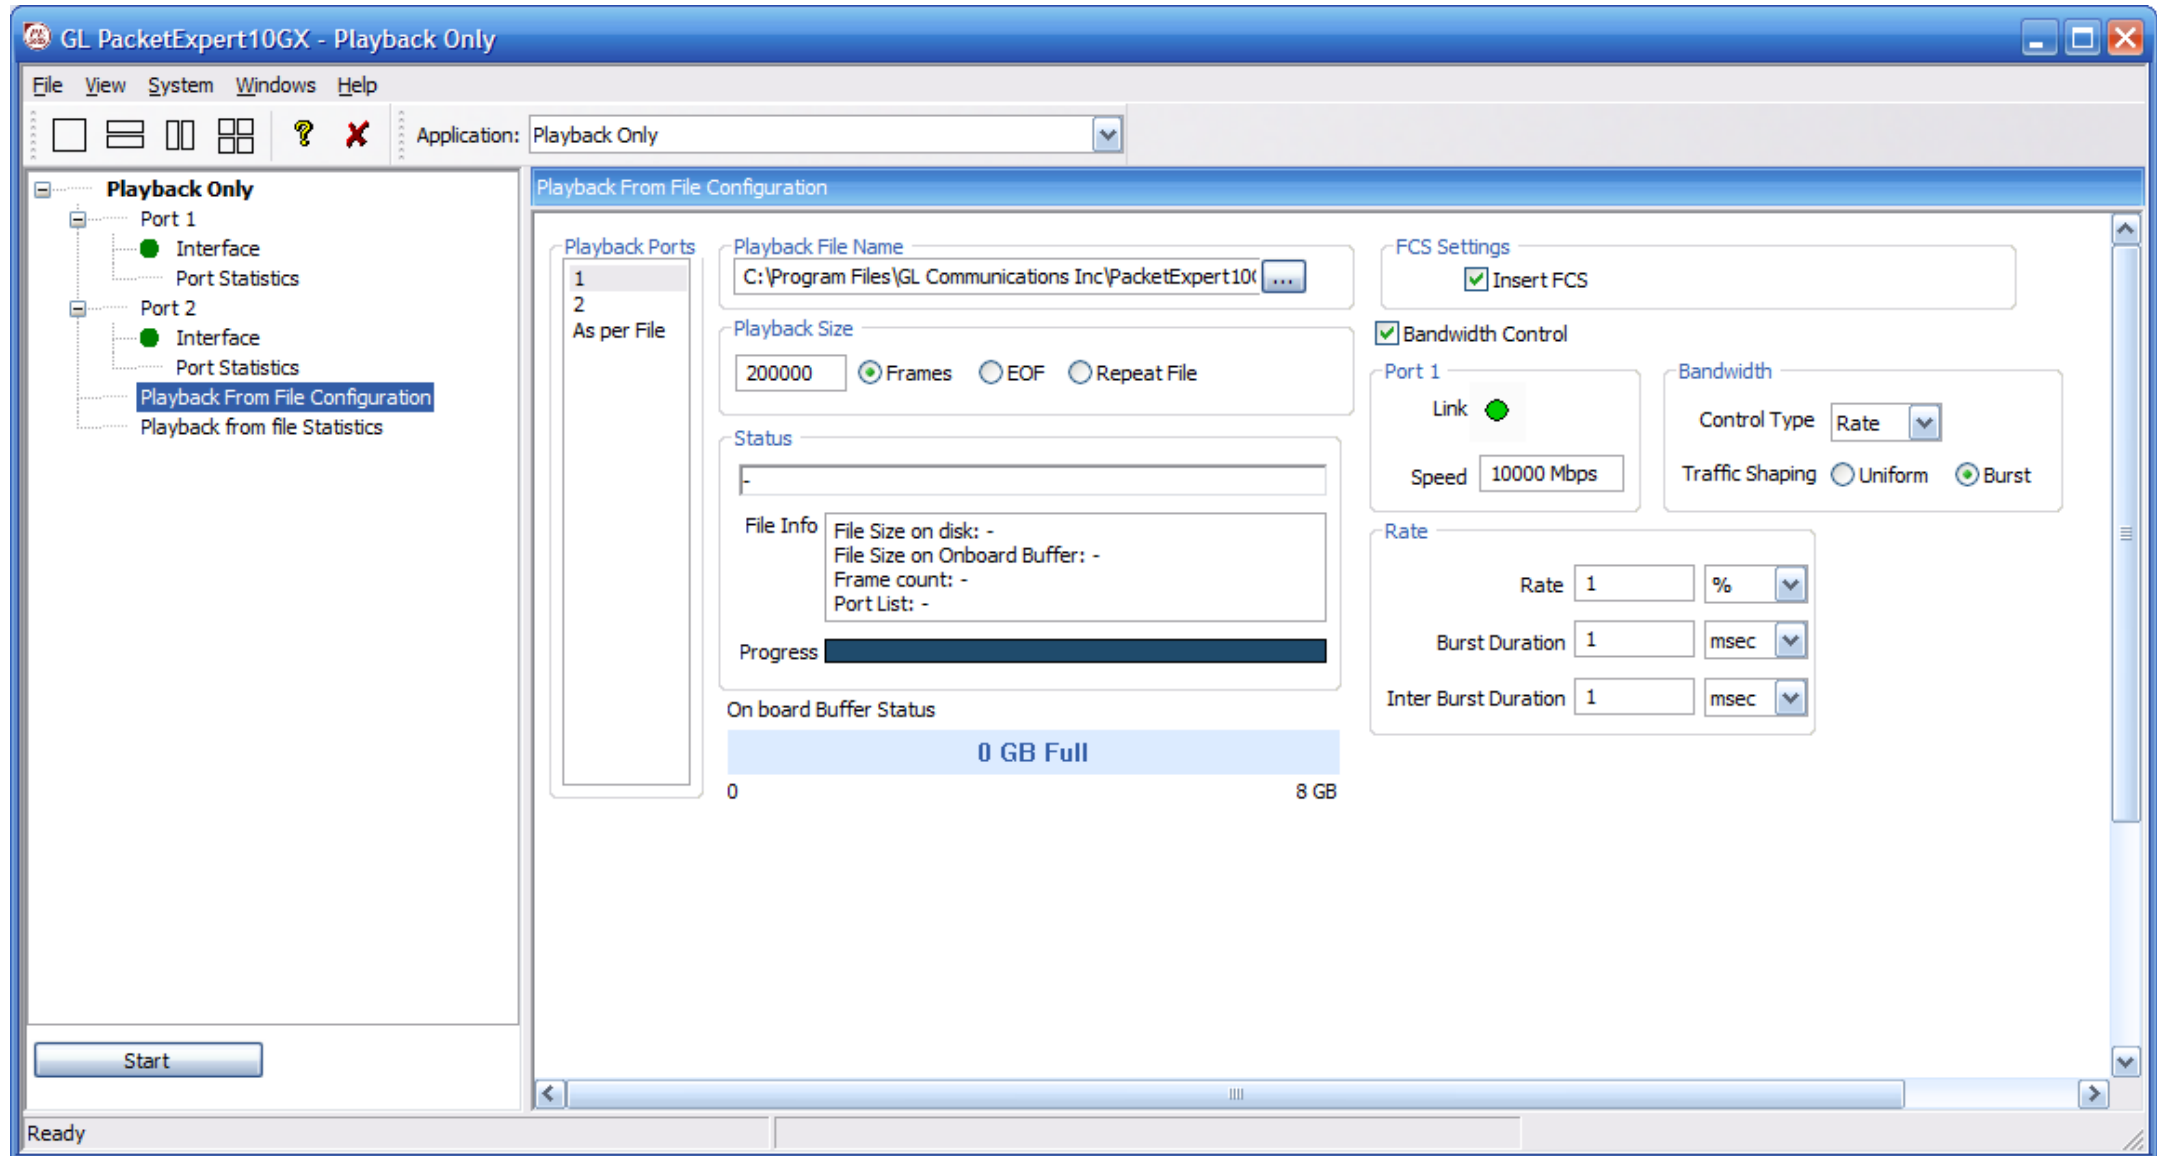 GL PacketExpert10GX - Playback Only
File View System Windows Help
Application: Playback Only
Playback Only
Port 1
Interface
Port Statistics
Port 2
Interface
Port Statistics
Playback From File Configuration
Playback from file Statistics
Start
Playback From File Configuration
Playback Ports
1
2
As per File
Playback File Name
C:\Program Files\GL Communications Inc\PacketExpert10G ...
Playback Size
200000 Frames EOF Repeat File
Status
-
File Info
File Size on disk: -
File Size on Onboard Buffer: -
Frame count: -
Port List: -
Progress
On board Buffer Status
0 GB Full
0 8 GB
FCS Settings
Insert FCS
Bandwidth Control
Port 1
Link
Speed 10000 Mbps
Bandwidth
Control Type Rate
Traffic Shaping Uniform Burst
Rate
Rate 1 %
Burst Duration 1 msec
Inter Burst Duration 1 msec
Ready